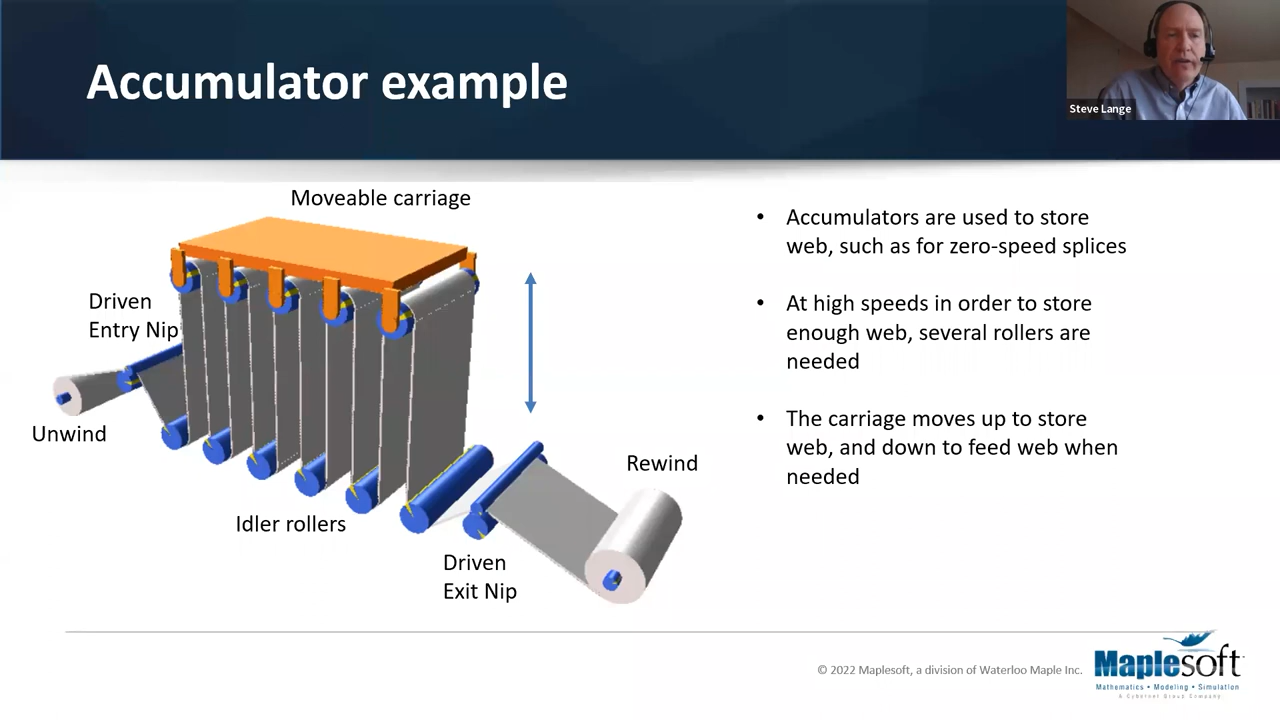 Accumulator example
Steve Lange
Moveable carriage
Driven
Entry Nip
Unwind
Idler rollers
Driven
Exit Nip
Rewind
• Accumulators are used to store
web, such as for zero-speed splices
• At high speeds in order to store
enough web, several rollers are
needed
• The carriage moves up to store
web, and down to feed web when
needed
© 2022 Maplesoft, a division of Waterloo Maple Inc.
Maplesoft
Mathematics • Modeling • Simulation
A Cybernet Group Company